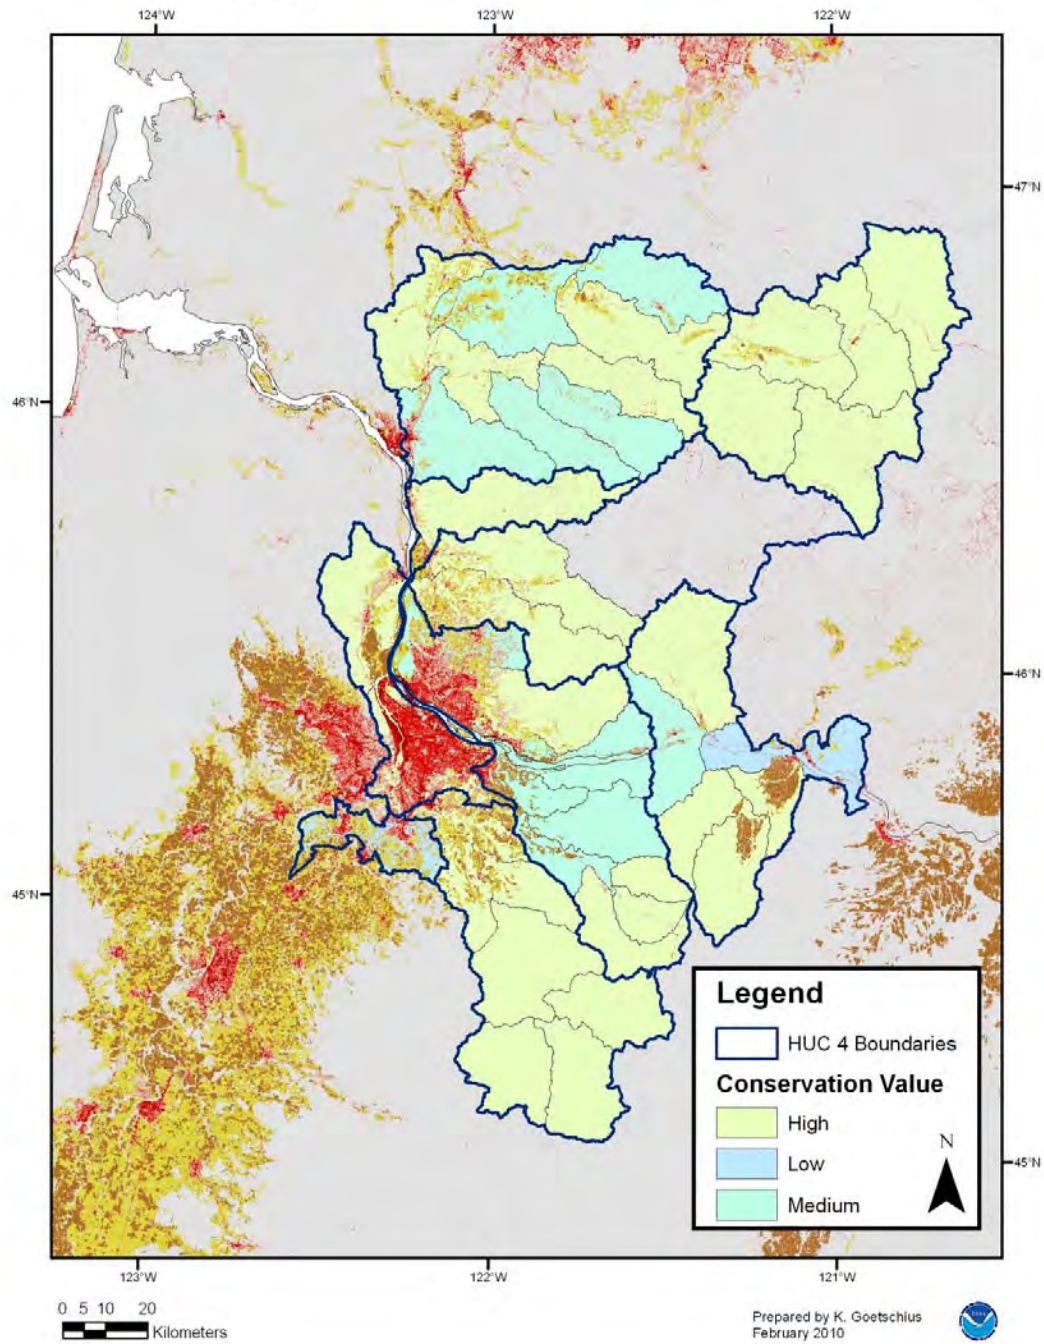 124°W 123°W 122°W
47°N
46°N
46°N
45°N
45°N
Legend
HUC 4 Boundaries
Conservation Value
High
Low
Medium
N
123°W 122°W 121°W
0 5 10 20
Kilometers
Prepared by K. Goetschius
February 2010